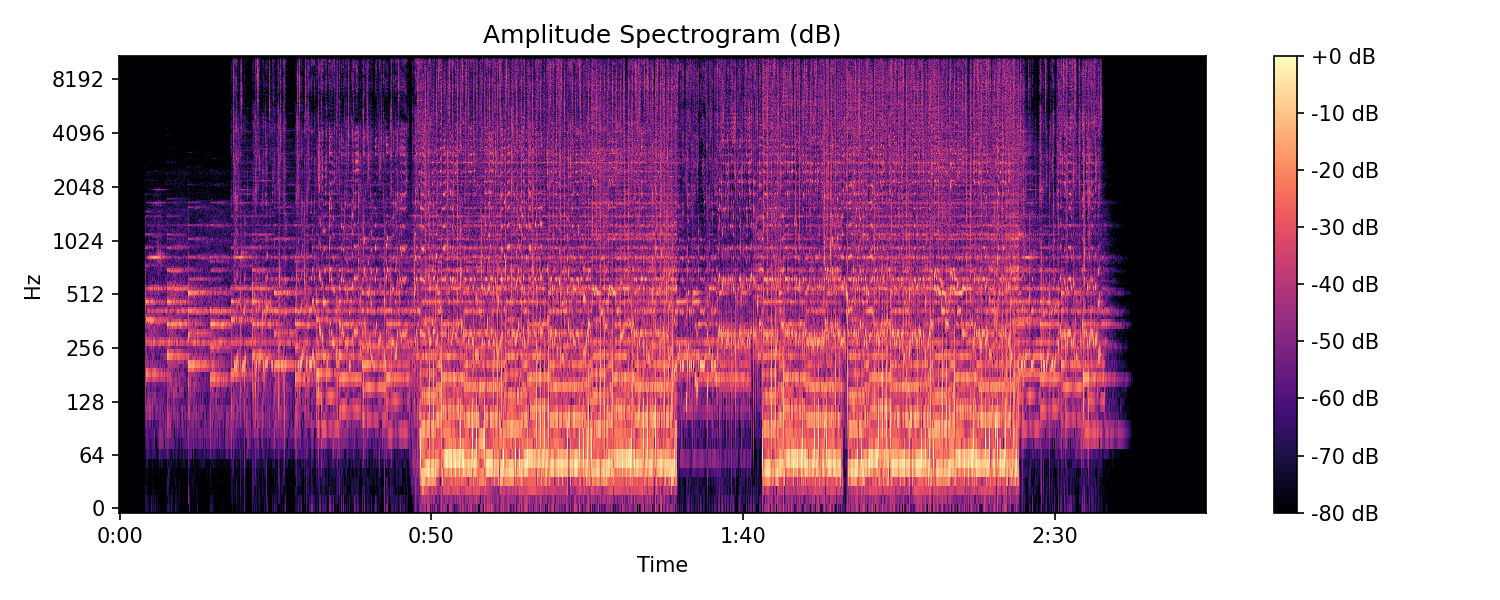 Amplitude Spectrogram (dB)
8192
4096
2048
1024
512
256
128
64
0
Hz
0:00
0:50
1:40
2:30
Time
+0 dB
-10 dB
-20 dB
-30 dB
-40 dB
-50 dB
-60 dB
-70 dB
-80 dB